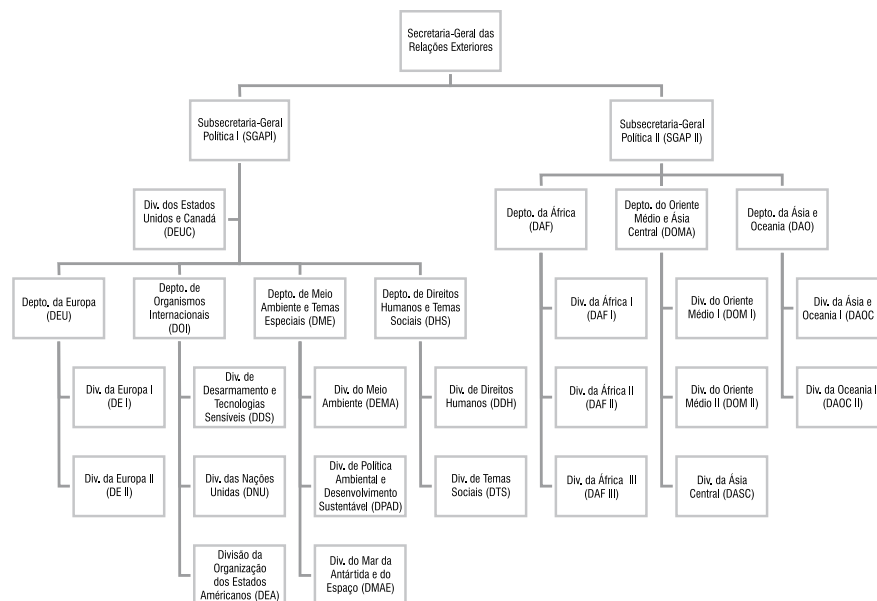 Secretaria-Geral das
Relações Exteriores
Subsecretaria-Geral
Política I (SGAPI)
Subsecretaria-Geral
Política II (SGAP II)
Div. dos Estados
Unidos e Canadá
(DEUC)
Depto. da África
(DAF)
Depto. do Oriente
Médio e Ásia
Central (DOMA)
Depto. da Ásia e
Oceania (DAO)
Depto. da Europa
(DEU)
Depto. de
Organismos
Internacionais (DOI)
Depto. de Meio
Ambiente e Temas
Especiais (DME)
Depto. de Direitos
Humanos e Temas
Sociais (DHS)
Div. da África I
(DAF I)
Div. do Oriente
Médio I (DOM I)
Div. da Ásia e
Oceania I (DAOC
Div. da Europa I
(DE I)
Div. de
Desarmamento e
Tecnologias
Sensíveis (DDS)
Div. do Meio
Ambiente (DEMA)
Div. de Direitos
Humanos (DDH)
Div. da África II
(DAF II)
Div. do Oriente
Médio II (DOM II)
Div. da Oceania I
(DAOC II)
Div. da Europa II
(DE II)
Div. das Nações
Unidas (DNU)
Div. de Política
Ambiental e
Desenvolvimento
Sustentável (DPAD)
Div. de Temas
Sociais (DTS)
Div. da África III
(DAF III)
Div. da Ásia
Central (DASC)
Divisão da
Organização
dos Estados
Américanos (DEA)
Div. do Mar da
Antártida e do
Espaço (DMAE)